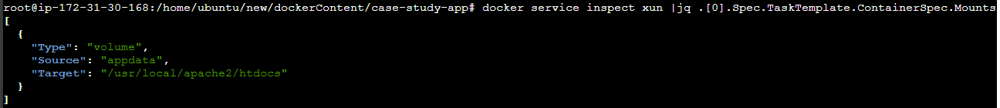 root@ip-172-31-30-168:/home/ubuntu/new/dockerContent/case-study-app# docker service inspect xun |jq .[0].Spec.TaskTemplate.ContainerSpec.Mounts
[
  {
    "Type": "volume",
    "Source": "appdata",
    "Target": "/usr/local/apache2/htdocs"
  }
]